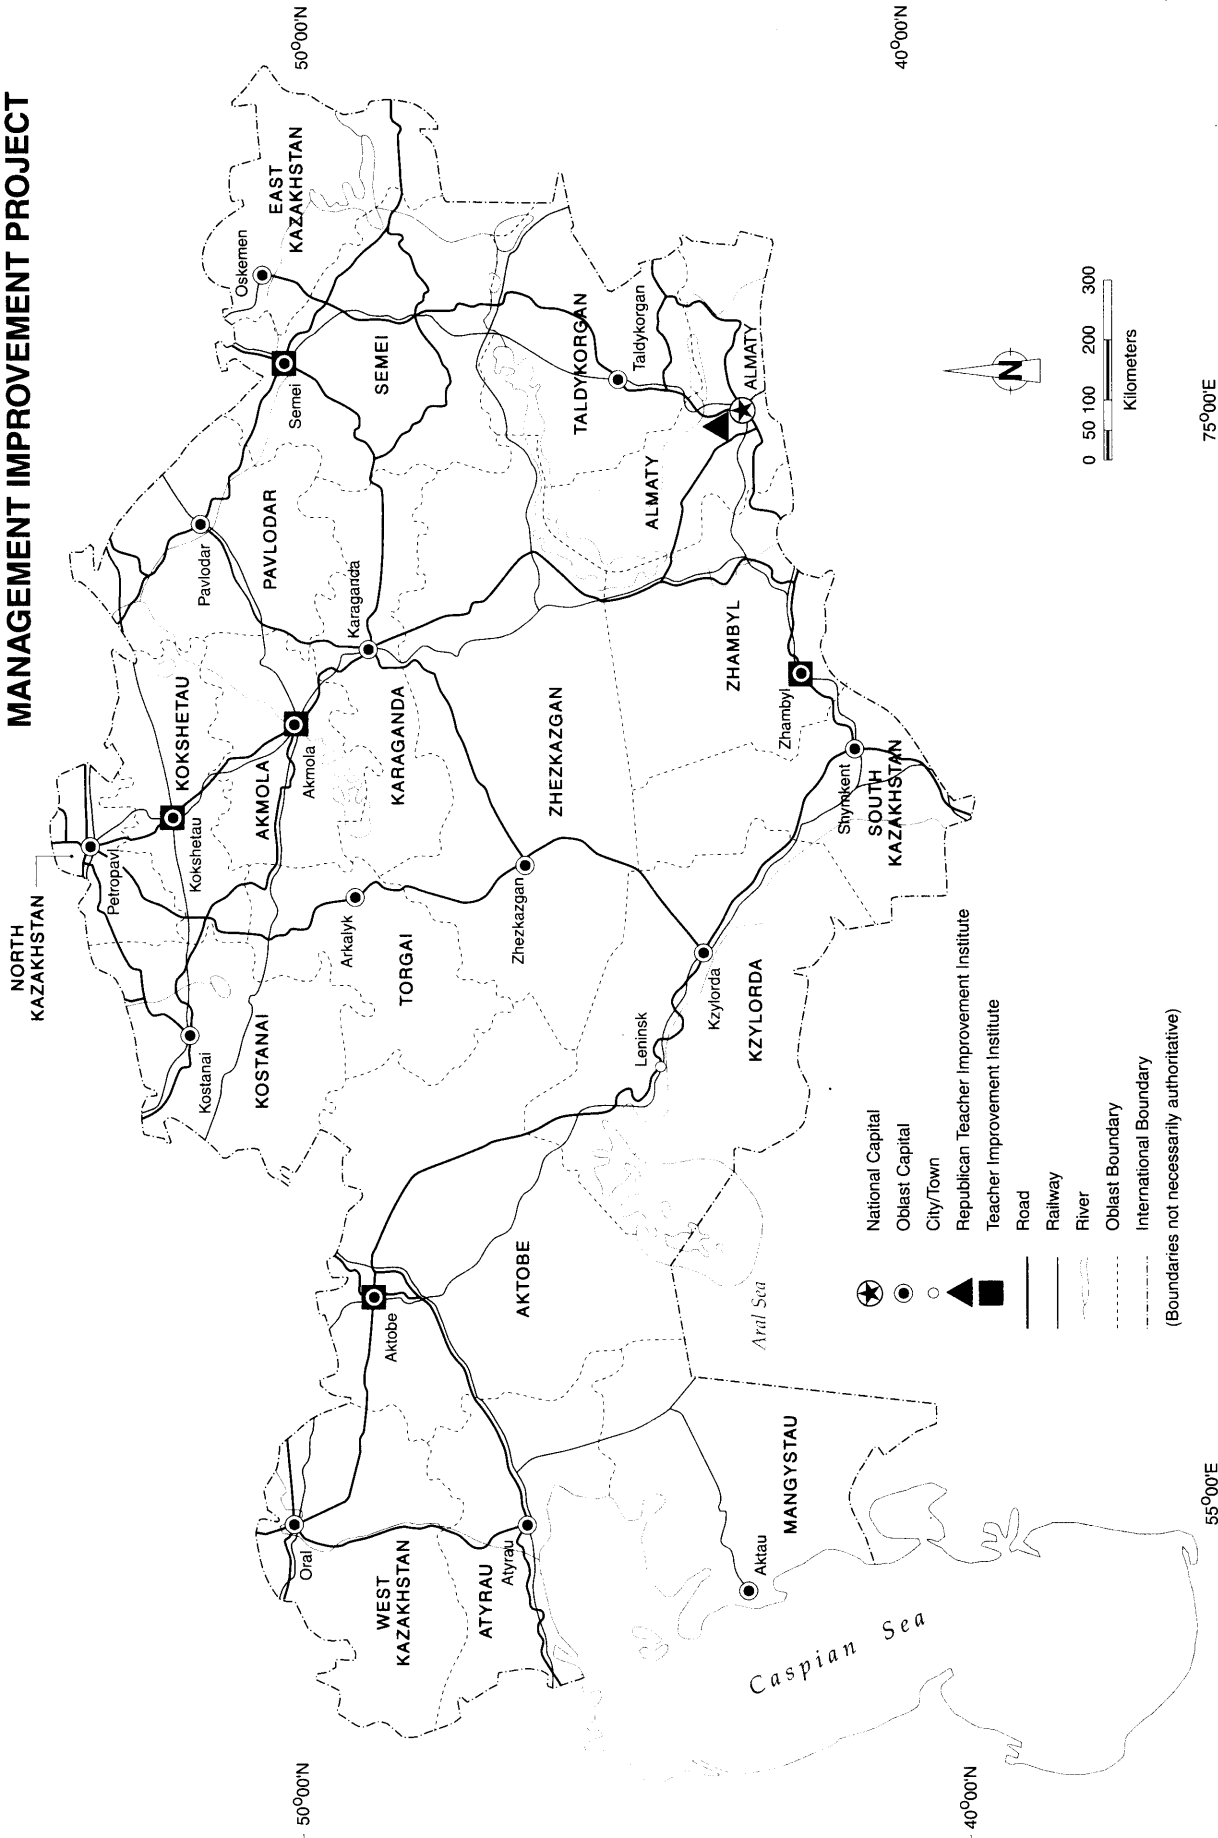 MANAGEMENT IMPROVEMENT PROJECT
50°00'N
50°00'N
40°00'N
40°00'N
55°00'E
75°00'E
NORTH
KAZAKHSTAN
Petropavl
KOKSHETAU
Kokshetau
Kostanai
KOSTANAI
AKMOLA
Akmola
Pavlodar
PAVLODAR
Oskemen
EAST
KAZAKHSTAN
Semei
SEMEI
Karaganda
KARAGANDA
Arkalyk
TORGAI
Oral
WEST
KAZAKHSTAN
Aktobe
AKTOBE
Atyrau
ATYRAU
Zhezkazgan
ZHEZKAZGAN
TALDYKORGAN
Taldykorgan
ALMATY
ALMATY
Leninsk
Kzylorda
KZYLORDA
ZHAMBYL
Zhambyl
Shymkent
SOUTH
KAZAKHSTAN
Aral Sea
MANGYSTAU
Aktau
Caspian Sea
National Capital
Oblast Capital
City/Town
Republican Teacher Improvement Institute
Teacher Improvement Institute
Road
Railway
River
Oblast Boundary
International Boundary
(Boundaries not necessarily authoritative)
N
0 50 100 200 300
Kilometers